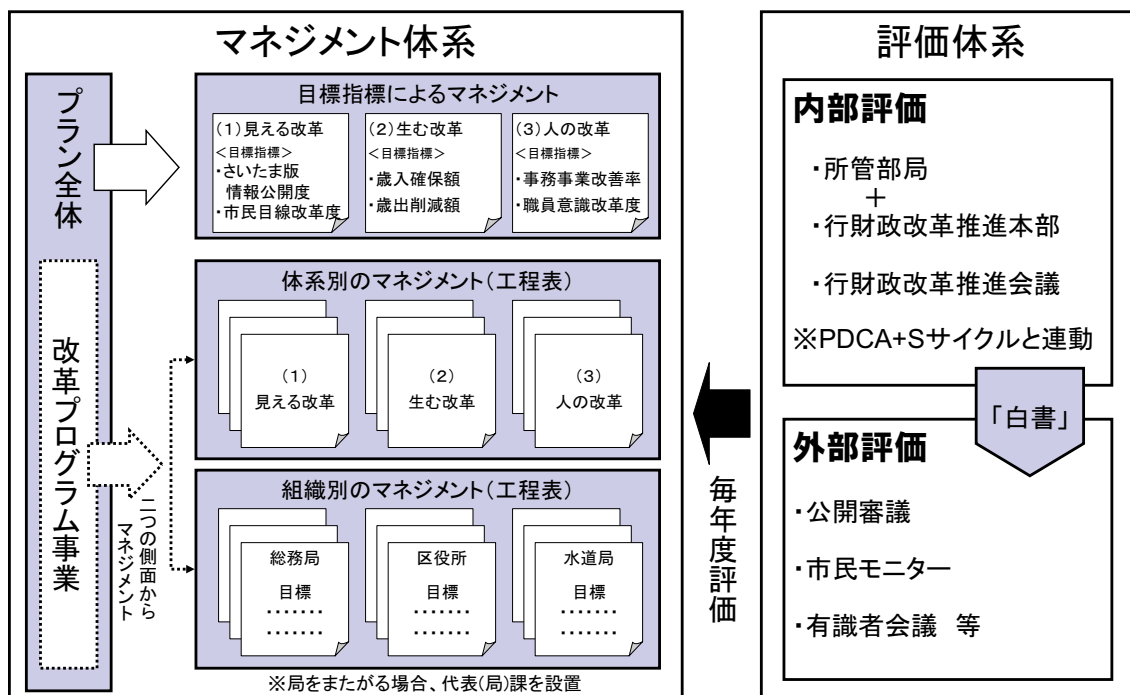 マネジメント体系
プラン全体
目標指標によるマネジメント
(1)見える改革
<目標指標>
・さいたま版
情報公開度
・市民目線改革度
(2)生む改革
<目標指標>
・歳入確保額
・歳出削減額
(3)人の改革
<目標指標>
・事務事業改善率
・職員意識改革度
改革プログラム事業
二つの側面から
マネジメント
体系別のマネジメント(工程表)
(1)
見える改革
(2)
生む改革
(3)
人の改革
組織別のマネジメント(工程表)
総務局
目標
・・・・・・・
・・・・・・・
区役所
目標
・・・・・・・
・・・・・・・
水道局
目標
・・・・・・・
・・・・・・・
※局をまたがる場合、代表(局)課を設置
毎年度評価
評価体系
内部評価
・所管部局
+
・行財政改革推進本部
・行財政改革推進会議
※PDCA+Sサイクルと連動
「白書」
外部評価
・公開審議
・市民モニター
・有識者会議 等